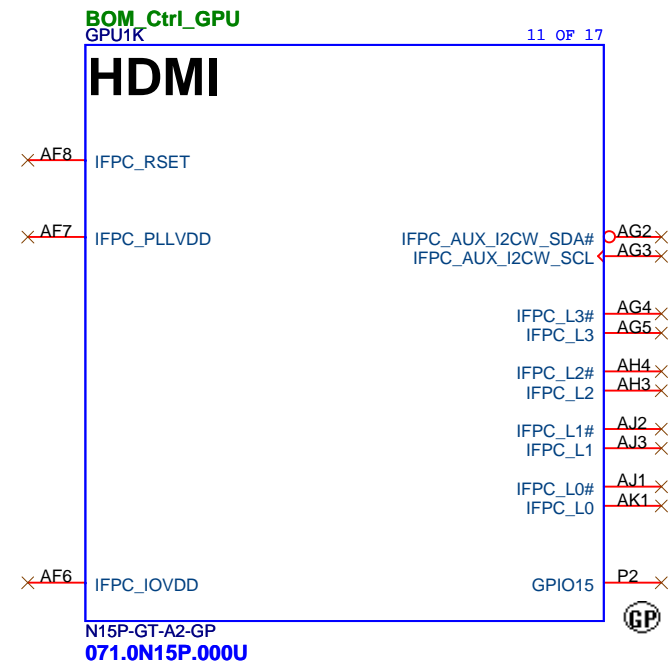 BOM_Ctrl_GPU
GPU1K 11 OF 17
HDMI
AF8 IFPC_RSET
AF7 IFPC_PLLVDD
IFPC_AUX_I2CW_SDA# AG2
IFPC_AUX_I2CW_SCL AG3
IFPC_L3# AG4
IFPC_L3 AG5
IFPC_L2# AH4
IFPC_L2 AH3
IFPC_L1# AJ2
IFPC_L1 AJ3
IFPC_L0# AJ1
IFPC_L0 AK1
AF6 IFPC_IOVDD
GPIO15 P2
GP
N15P-GT-A2-GP
071.0N15P.000U